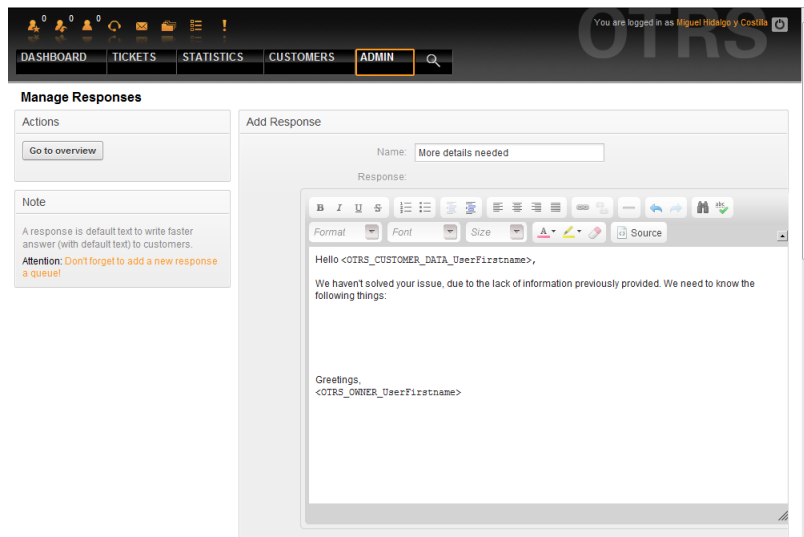 0 0 0
You are logged in as Miguel Hidalgo y Costilla
OTRS
DASHBOARD TICKETS STATISTICS CUSTOMERS ADMIN
Manage Responses
Actions
Go to overview
Note
A response is default text to write faster
answer (with default text) to customers.
Attention: Don't forget to add a new response
a queue!
Add Response
Name: More details needed
Response:
B I U S
Format Font Size A Source
Hello <OTRS_CUSTOMER_DATA_UserFirstname>,
We haven't solved your issue, due to the lack of information previously provided. We need to know the
following things:
Greetings,
<OTRS_OWNER_UserFirstname>